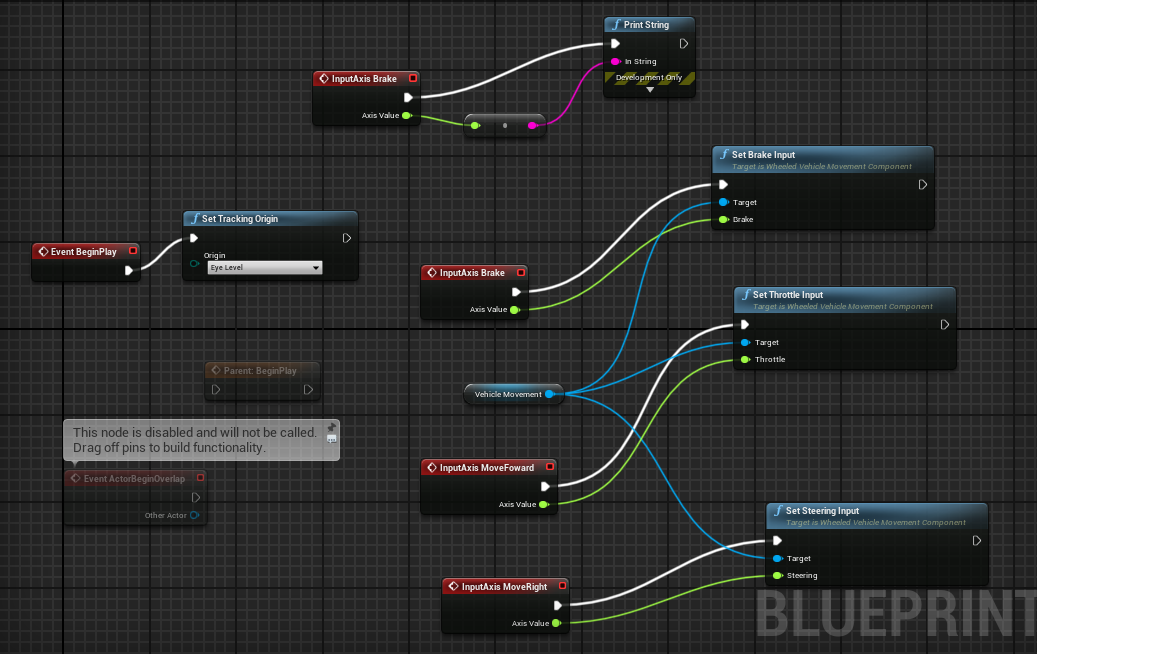 Print String
In String
Development Only
InputAxis Brake
Axis Value
Set Brake Input
Target is Wheeled Vehicle Movement Component
Target
Brake
Set Tracking Origin
Origin
Eye Level
Event BeginPlay
InputAxis Brake
Axis Value
Set Throttle Input
Target is Wheeled Vehicle Movement Component
Target
Throttle
Parent: BeginPlay
Vehicle Movement
This node is disabled and will not be called.
Drag off pins to build functionality.
Event ActorBeginOverlap
Other Actor
InputAxis MoveFoward
Axis Value
Set Steering Input
Target is Wheeled Vehicle Movement Component
Target
Steering
InputAxis MoveRight
Axis Value
BLUEPRINT